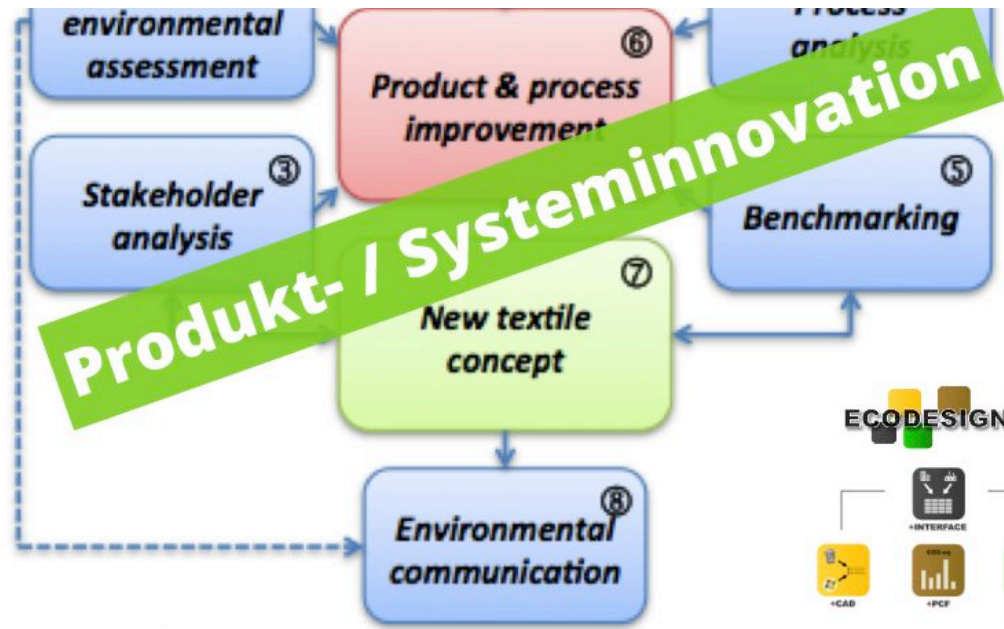 environmental
assessment
⑥
Product & process
improvement
Process
analysis
③
Stakeholder
analysis
⑤
Benchmarking
Produkt- / Systeminnovation
⑦
New textile
concept
⑧
Environmental
communication
ECODESIGN
+INTERFACE
+CAD
+PCF